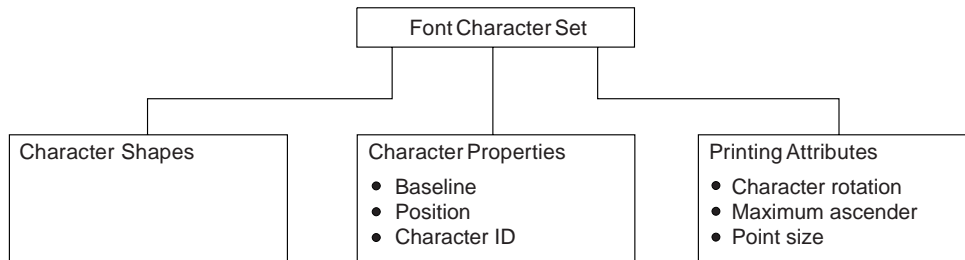 Font Character Set
Character Shapes
Character Properties
• Baseline
• Position
• Character ID
Printing Attributes
• Character rotation
• Maximum ascender
• Point size